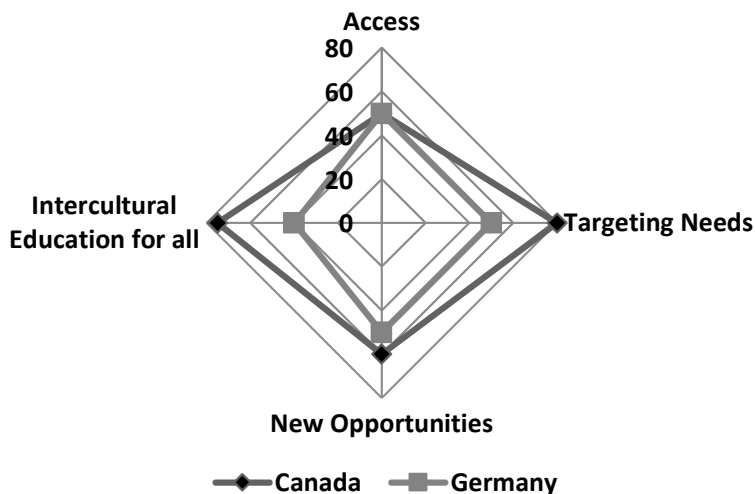 Access
80
60
40
20
0
Intercultural
Education for all
Targeting Needs
New Opportunities
Canada
Germany